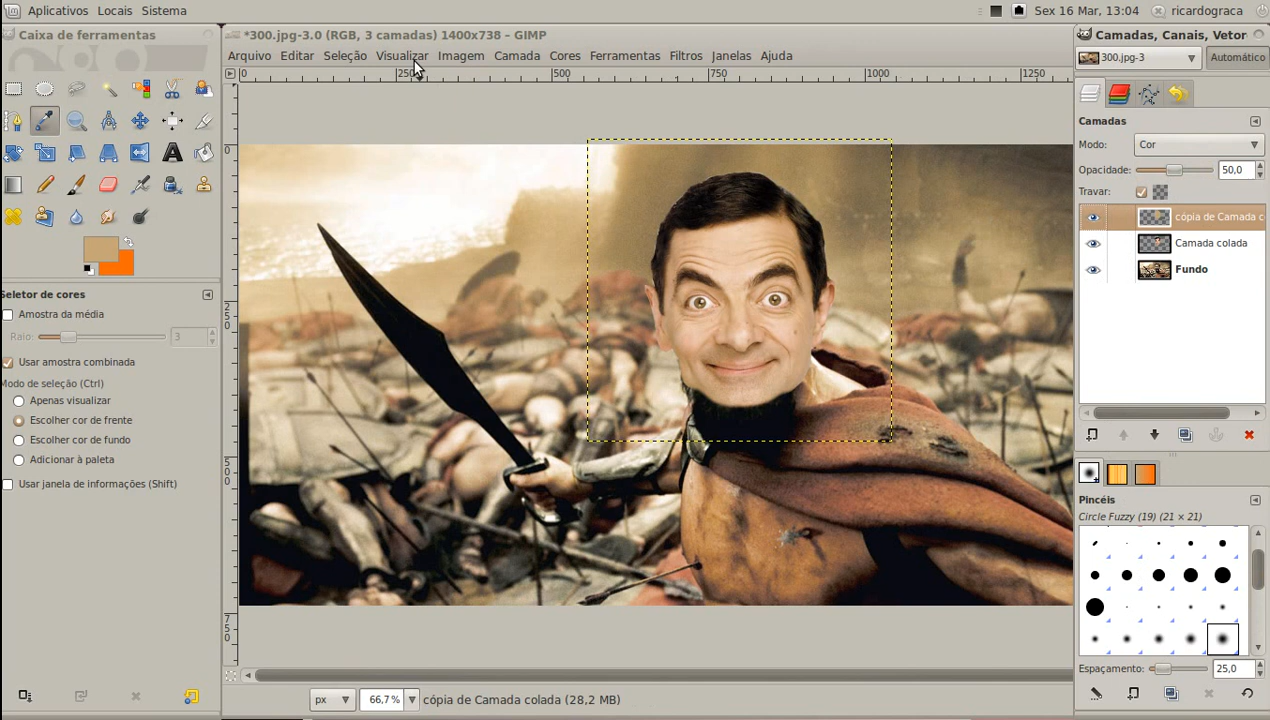 Aplicativos Locais Sistema
Sex 16 Mar, 13:04 ricardograca
Caixa de ferramentas
*300.jpg-3.0 (RGB, 3 camadas) 1400x738 – GIMP
Camadas, Canais, Vetor
Arquivo Editar Seleção Visualizar Imagem Camada Cores Ferramentas Filtros Janelas Ajuda
300.jpg-3 Automático
0 250 500 750 1000 1250
0
250
500
750
Camadas
Modo: Cor
Opacidade: 50,0
Travar:
cópia de Camada c
Camada colada
Fundo
Seletor de cores
Amostra da média
Raio: 3
Usar amostra combinada
Modo de seleção (Ctrl)
Apenas visualizar
Escolher cor de frente
Escolher cor de fundo
Adicionar à paleta
Usar janela de informações (Shift)
Pincéis
Circle Fuzzy (19) (21 × 21)
Espaçamento: 25,0
px 66,7% cópia de Camada colada (28,2 MB)